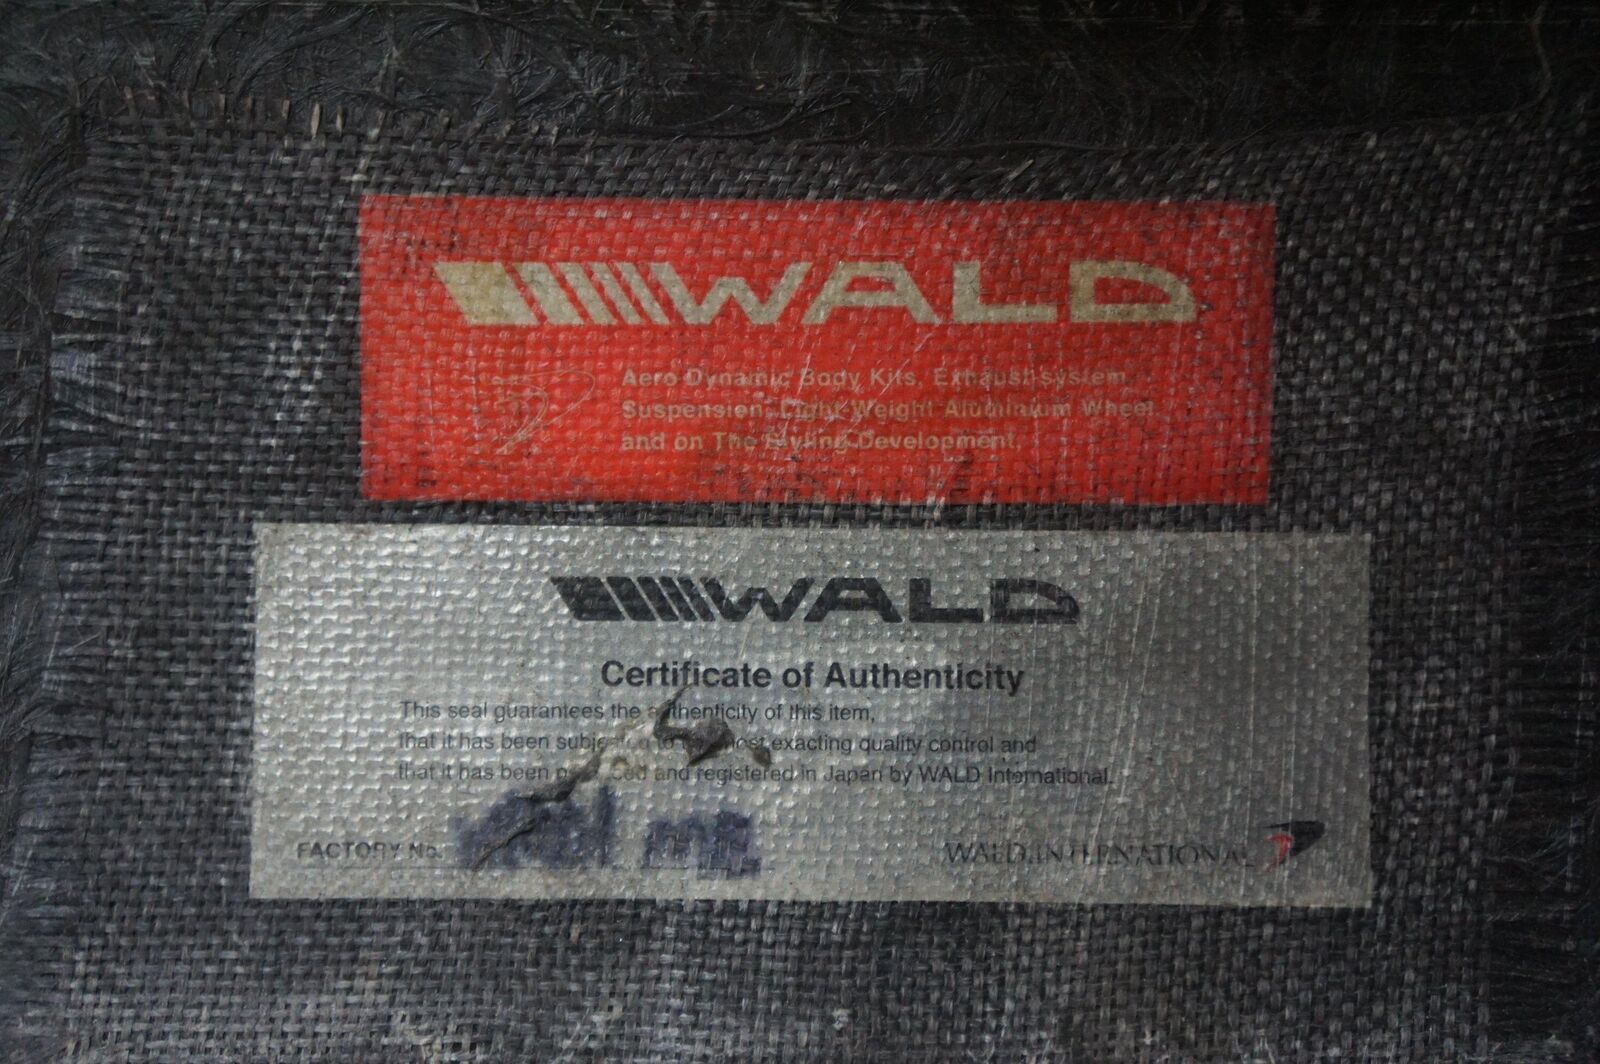 WALD
Aero Dynamic Body Kits, Exhaust system,
Suspension, Light Weight Aluminium Wheel
and on The Styling Development.
WALD
Certificate of Authenticity
This seal guarantees the authenticity of this item,
that it has been subjected to most exacting quality control and
that it has been produced and registered in Japan by WALD International.
FACTORY No.
WALD INTERNATIONAL